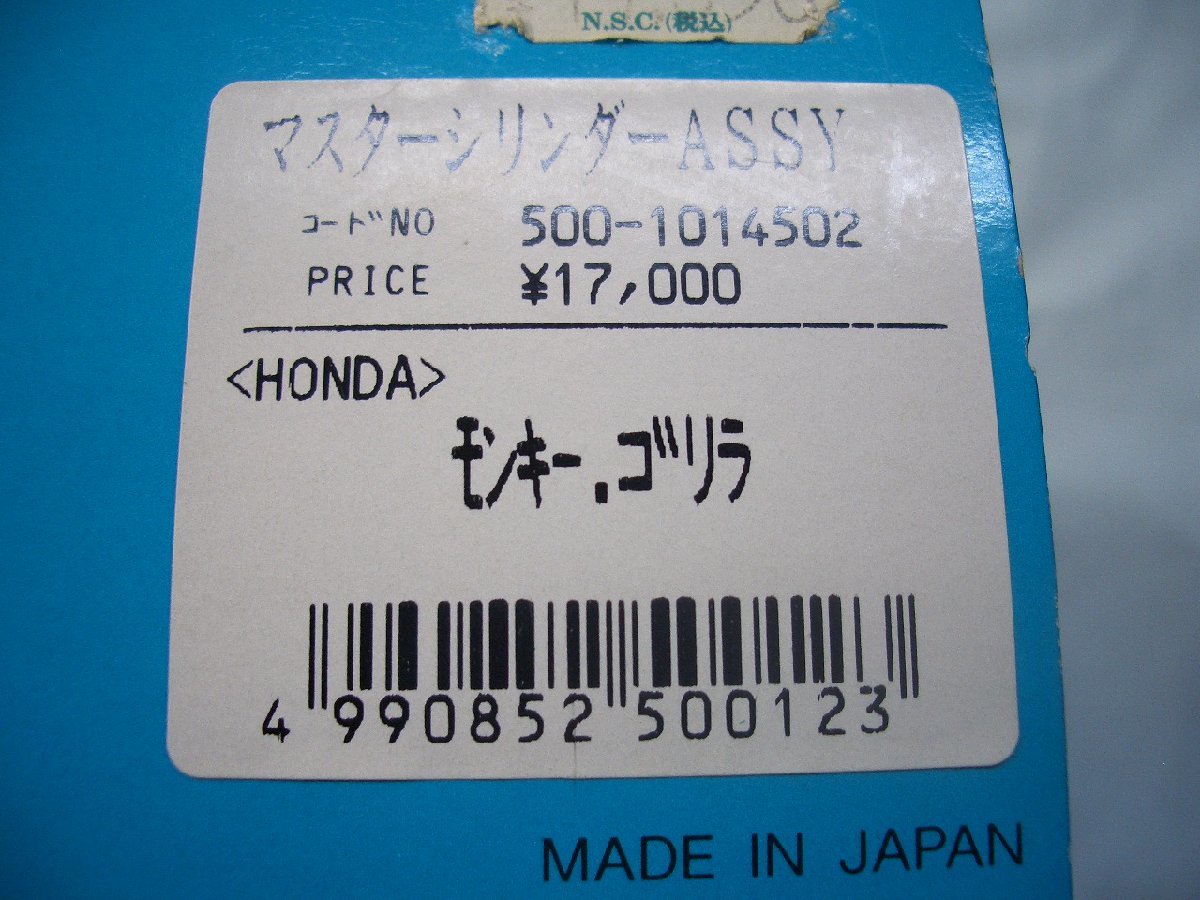 N.S.C.(税込)
マスターシリンダーASSY
コードNO 500-1014502
PRICE ¥17,000
<HONDA>
モンキー.ゴリラ
4 990852 500123
MADE IN JAPAN